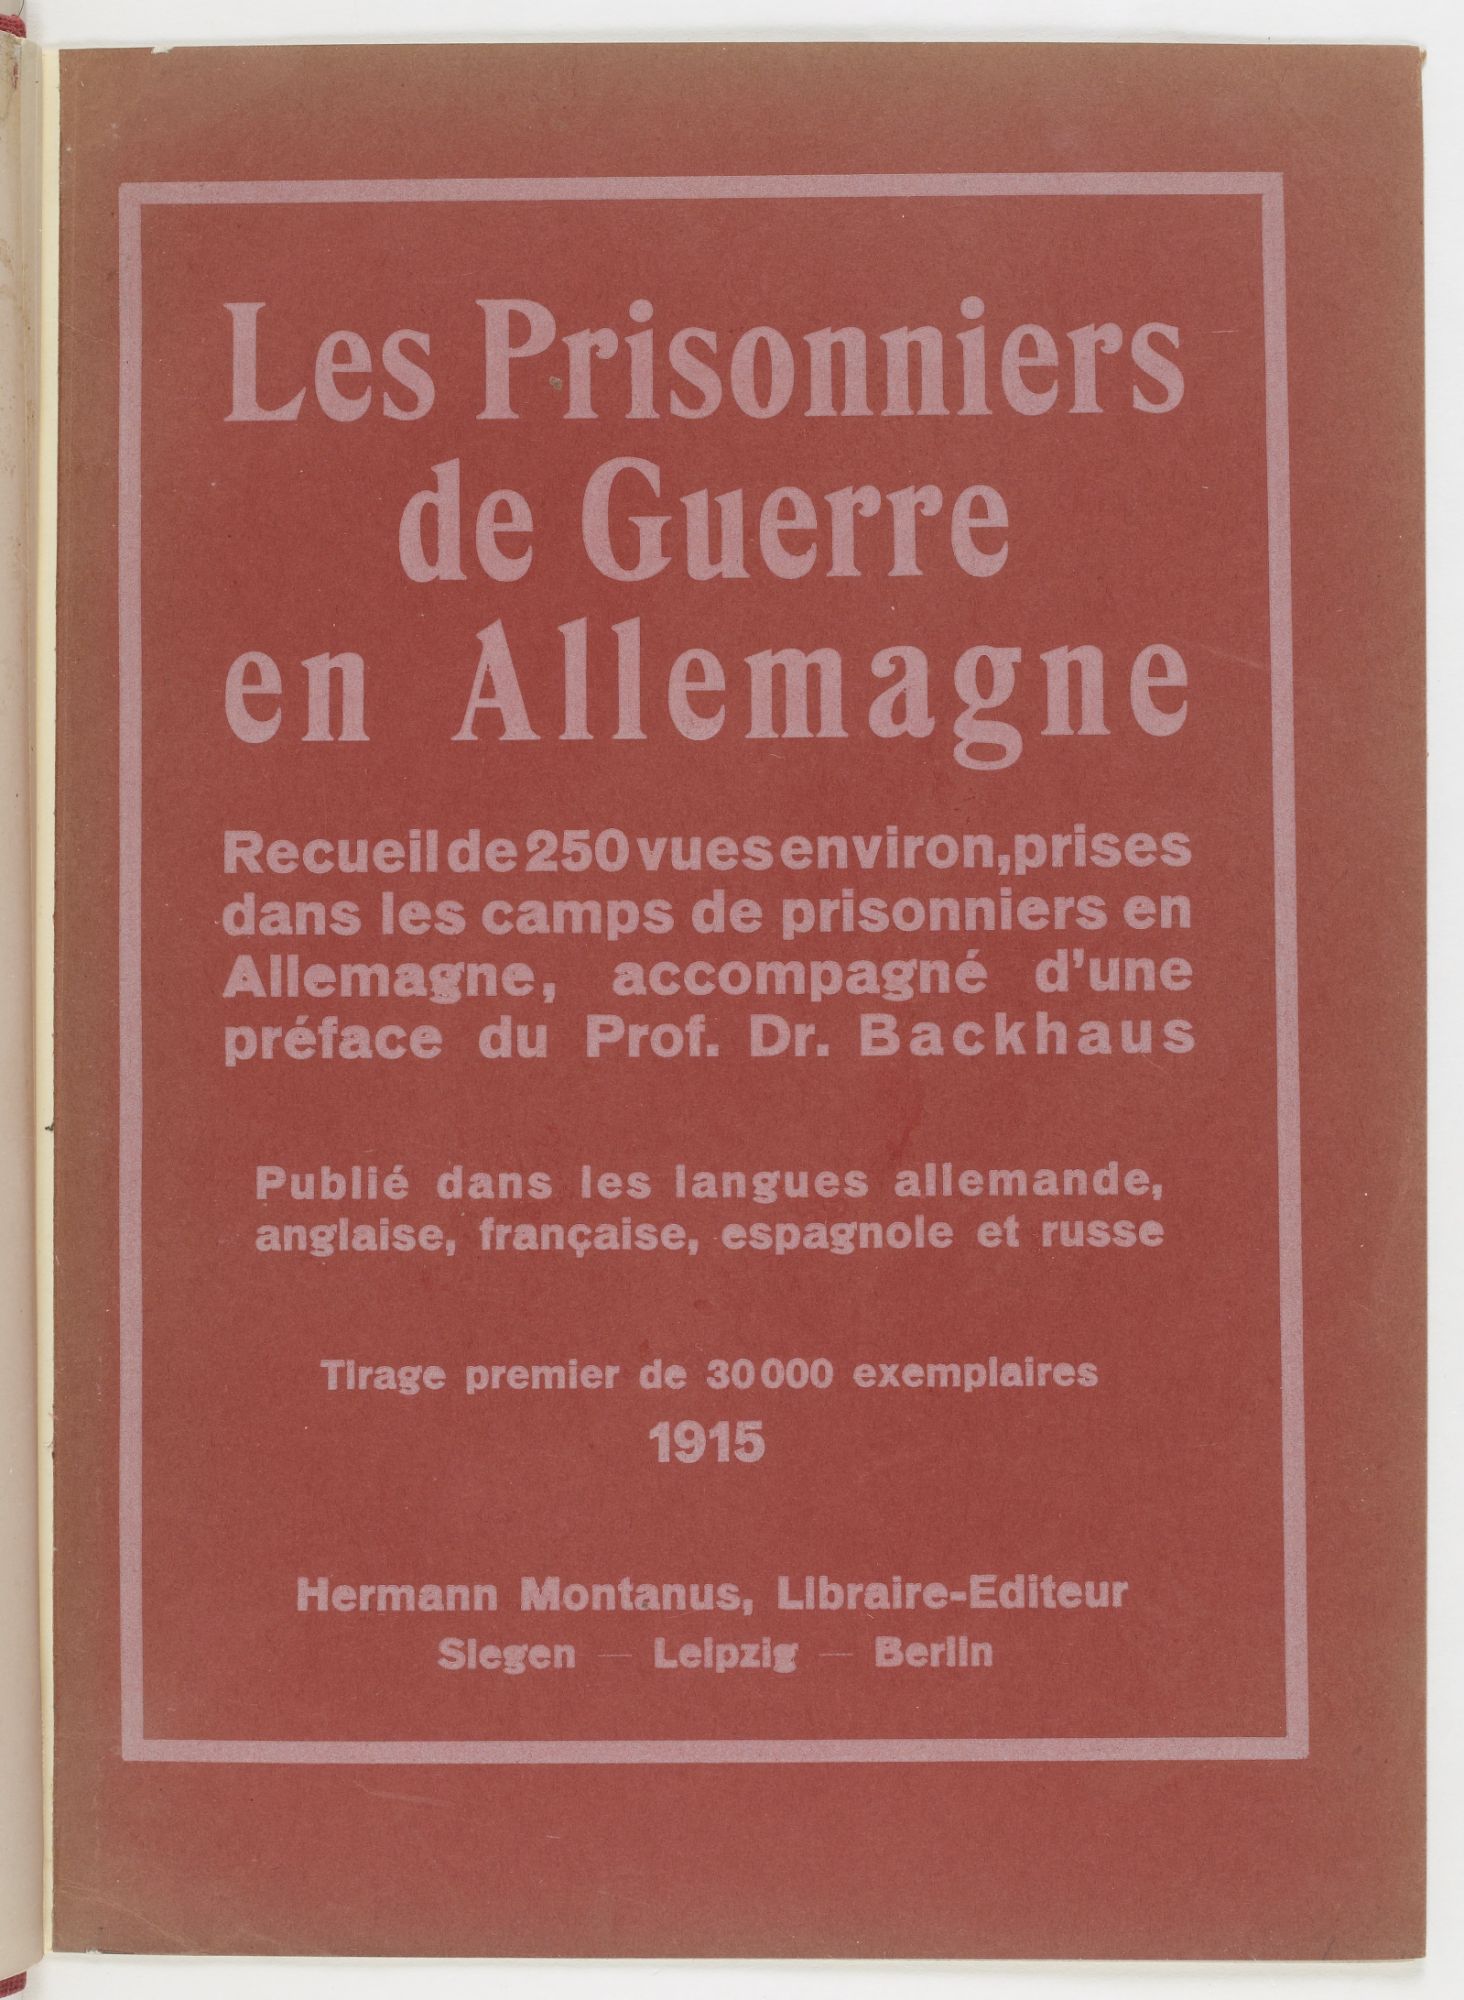 Les Prisonniers
de Guerre
en Allemagne
Recueil de 250 vues environ, prises
dans les camps de prisonniers en
Allemagne, accompagné d'une
préface du Prof. Dr. Backhaus
Publié dans les langues allemande,
anglaise, française, espagnole et russe
Tirage premier de 30 000 exemplaires
1915
Hermann Montanus, Libraire-Editeur
Siegen — Leipzig — Berlin